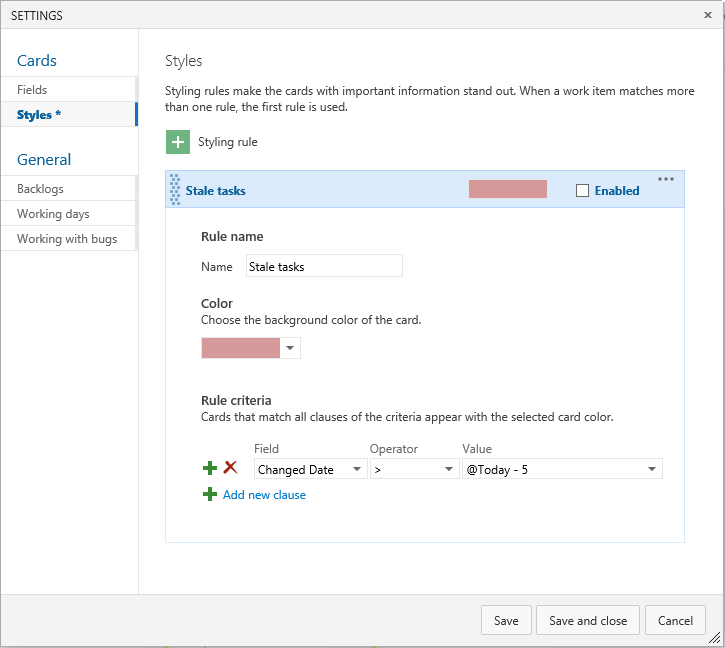 SETTINGS
Cards
Fields
Styles *
General
Backlogs
Working days
Working with bugs
Styles
Styling rules make the cards with important information stand out. When a work item matches more
than one rule, the first rule is used.
Styling rule
Stale tasks
Enabled
Rule name
Name Stale tasks
Color
Choose the background color of the card.
Rule criteria
Cards that match all clauses of the criteria appear with the selected card color.
Field Operator Value
Changed Date > @Today - 5
Add new clause
Save Save and close Cancel